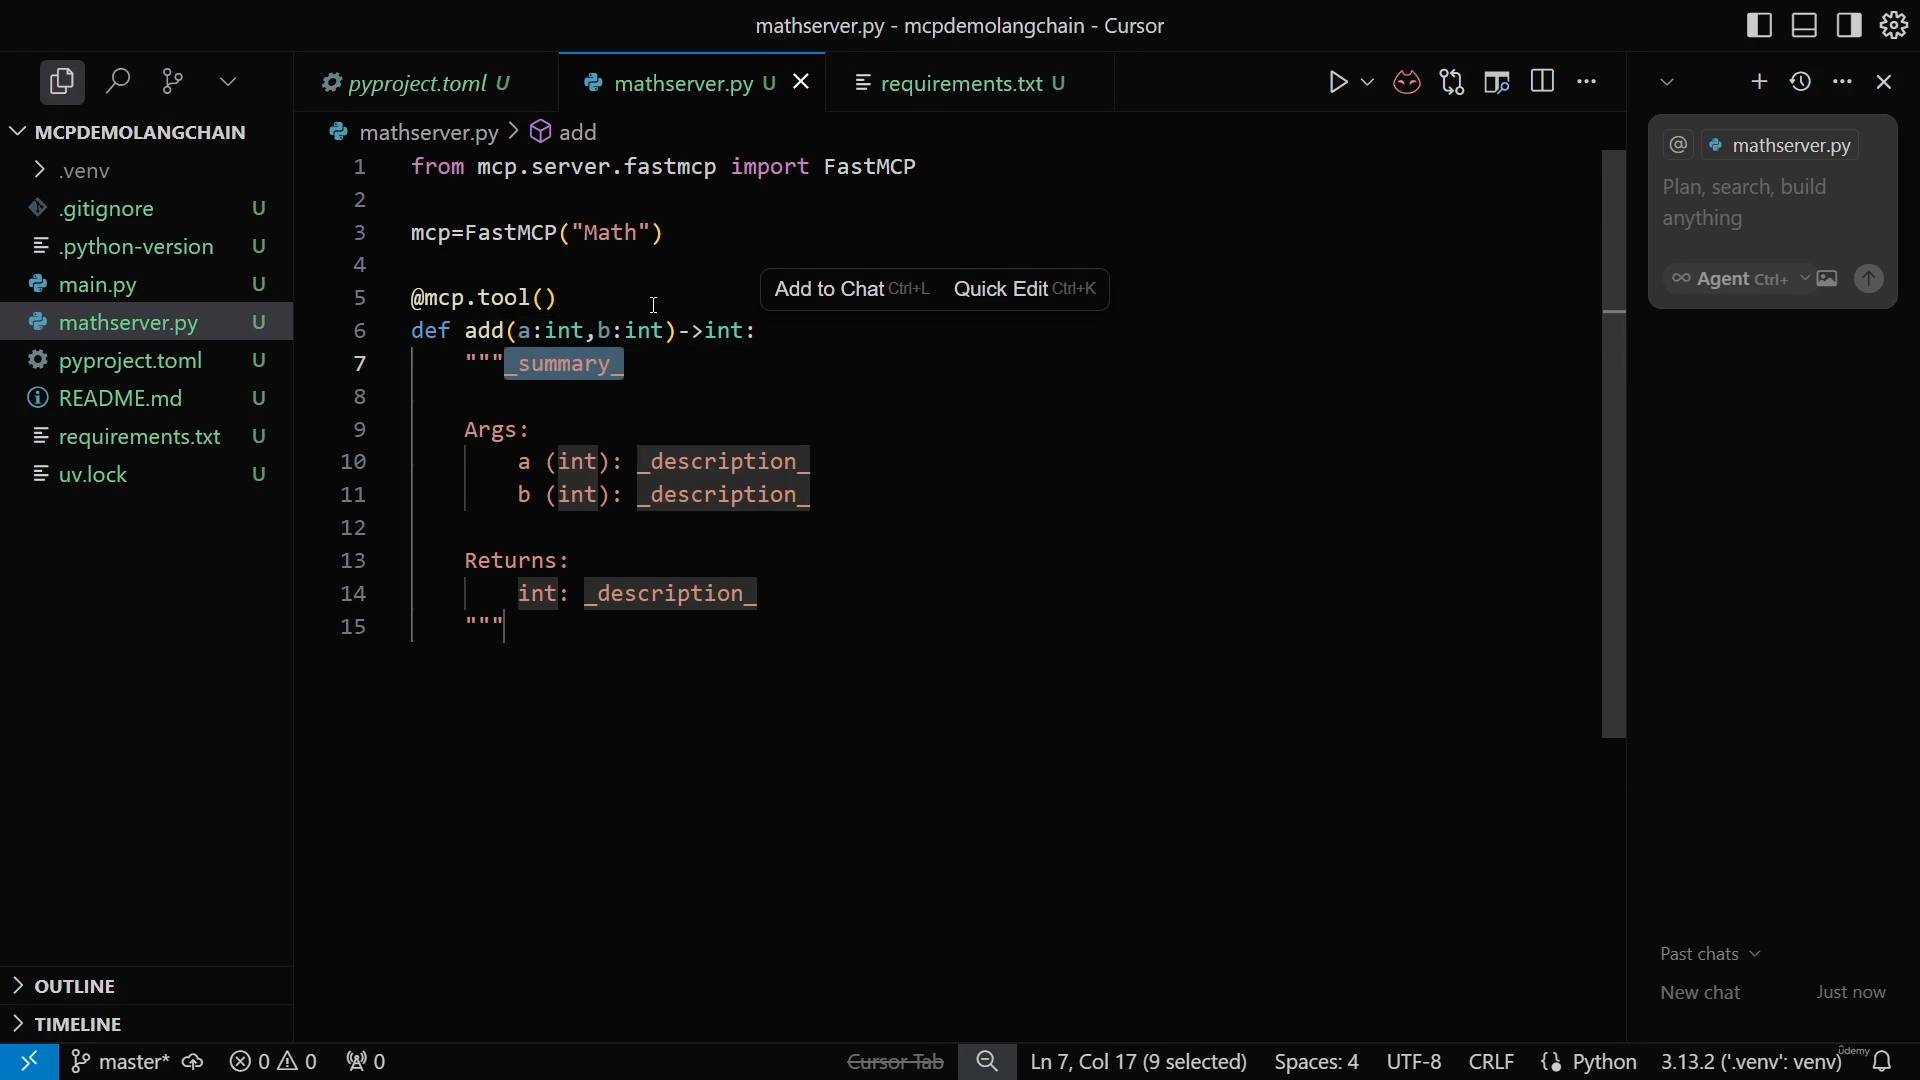 mathserver.py - mcpdemolangchain - Cursor
pyproject.toml U
mathserver.py U
requirements.txt U
MCPDEMOLANGCHAIN
.venv
.gitignore U
.python-version U
main.py U
mathserver.py U
pyproject.toml U
README.md U
requirements.txt U
uv.lock U
OUTLINE
TIMELINE
mathserver.py > add
1 from mcp.server.fastmcp import FastMCP
2
3 mcp=FastMCP("Math")
4
5 @mcp.tool()
6 def add(a:int,b:int)->int:
7 """_summary_
8
9 Args:
10 a (int): _description_
11 b (int): _description_
12
13 Returns:
14 int: _description_
15 """
Add to Chat Ctrl+L Quick Edit Ctrl+K
@ mathserver.py
Plan, search, build
anything
∞ Agent Ctrl+
Past chats
New chat Just now
master* 0 0 0
Cursor Tab
Ln 7, Col 17 (9 selected) Spaces: 4 UTF-8 CRLF {} Python 3.13.2 ('.venv': venv)
ûdemy